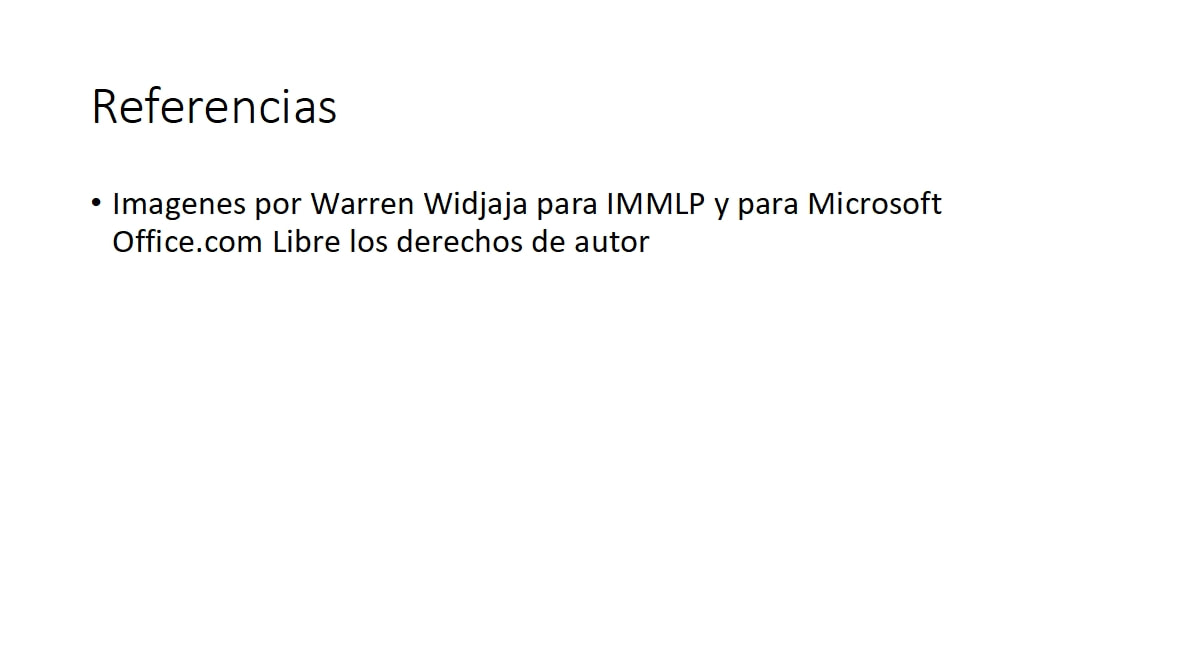 Referencias
• Imagenes por Warren Widjaja para IMMLP y para Microsoft
Office.com Libre los derechos de autor